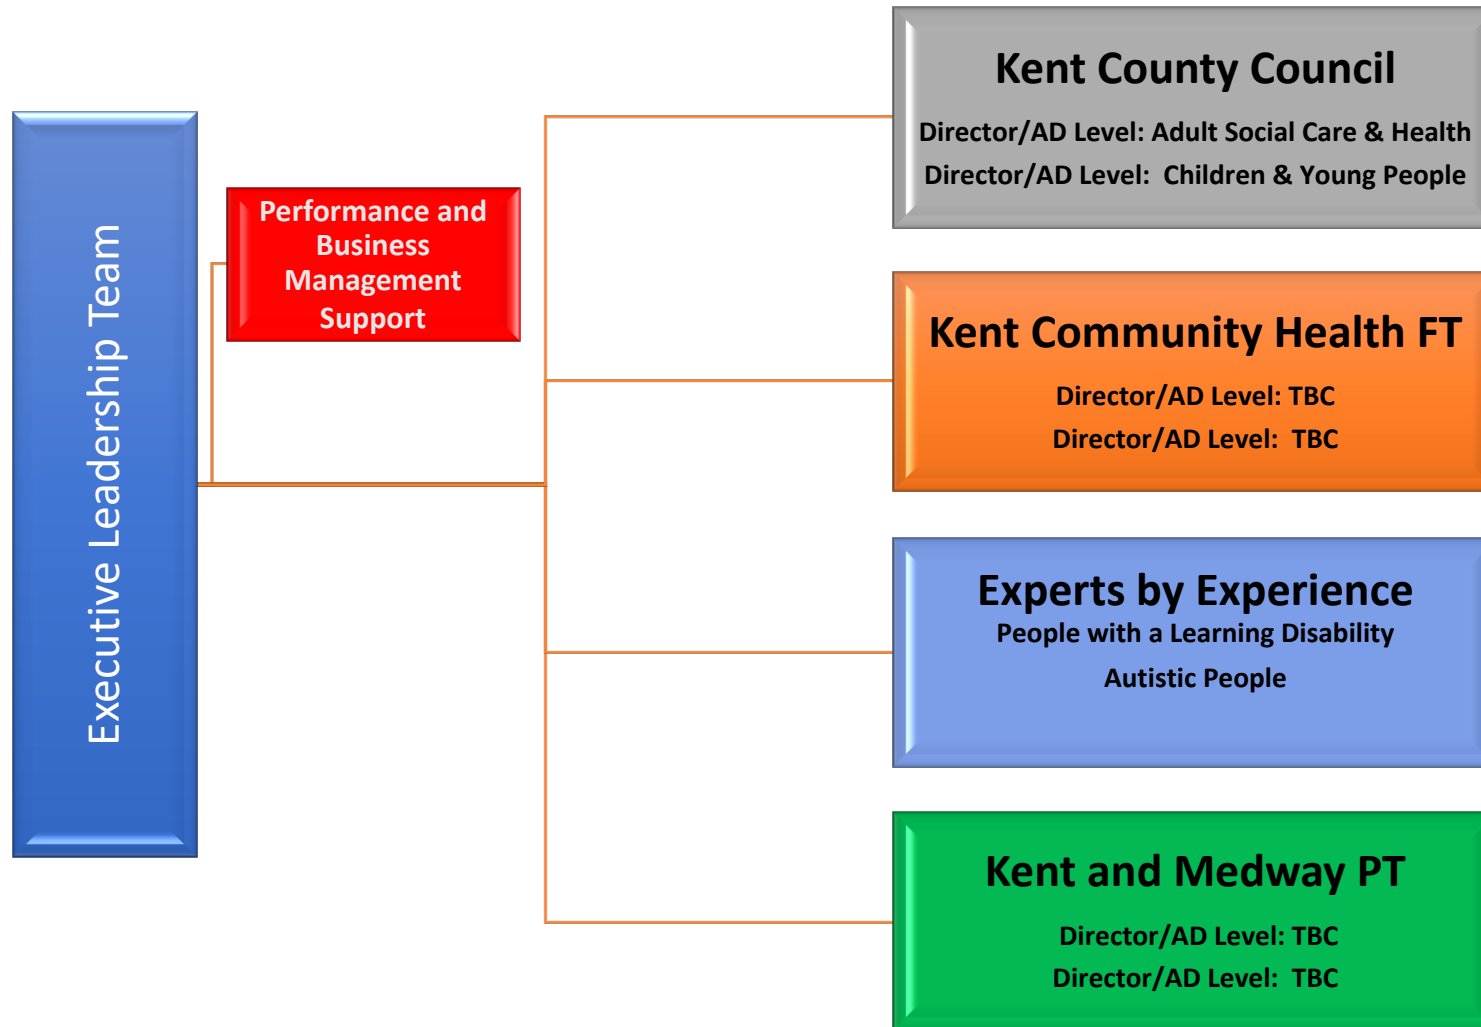 Executive Leadership Team
Performance and
Business
Management
Support
Kent County Council
Director/AD Level: Adult Social Care & Health
Director/AD Level:  Children & Young People
Kent Community Health FT
Director/AD Level: TBC
Director/AD Level:  TBC
Experts by Experience
People with a Learning Disability
Autistic People
Kent and Medway PT
Director/AD Level: TBC
Director/AD Level:  TBC